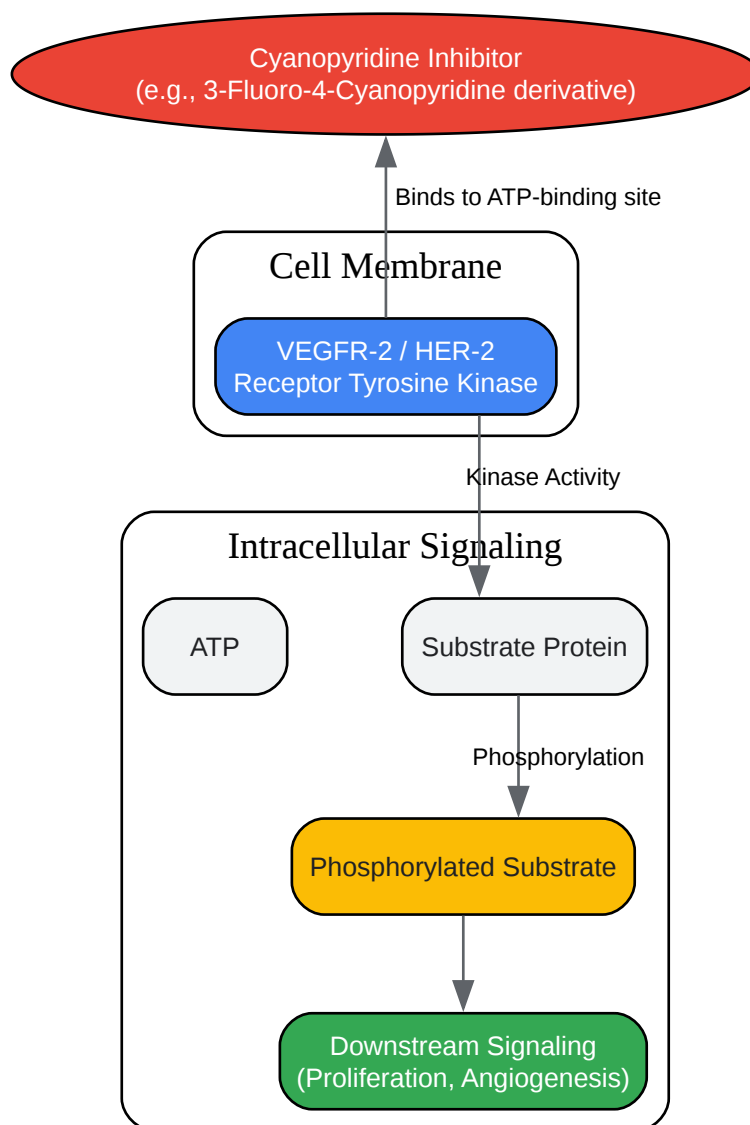 Cyanopyridine Inhibitor
(e.g., 3-Fluoro-4-Cyanopyridine derivative)
Binds to ATP-binding site
Cell Membrane
VEGFR-2 / HER-2
Receptor Tyrosine Kinase
Kinase Activity
Intracellular Signaling
ATP
Substrate Protein
Phosphorylation
Phosphorylated Substrate
Downstream Signaling
(Proliferation, Angiogenesis)